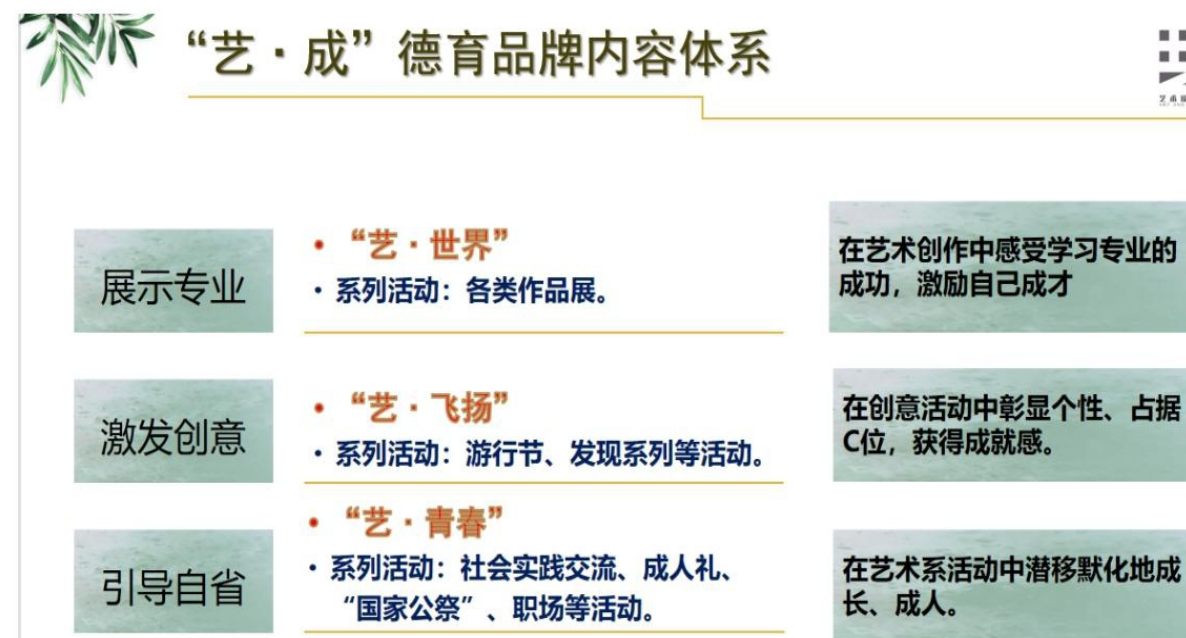 “艺·成”德育品牌内容体系
展示专业
• “艺·世界”
• 系列活动：各类作品展。
在艺术创作中感受学习专业的
成功，激励自己成才
激发创意
• “艺·飞扬”
• 系列活动：游行节、发现系列等活动。
在创意活动中彰显个性、占据
C位，获得成就感。
引导自省
• “艺·青春”
• 系列活动：社会实践交流、成人礼、
“国家公祭”、职场等活动。
在艺术系活动中潜移默化地成
长、成人。